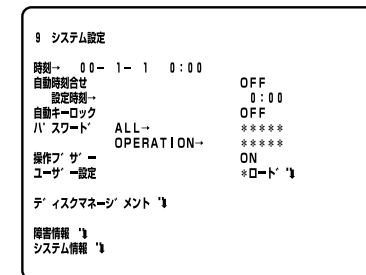 9 システム設定
時刻→ 00- 1- 1 0:00
自動時刻合せ OFF
設定時刻→ 0:00
自動キーロック OFF
パスワード ALL→ *****
OPERATION→ *****
操作ブザー ON
ユーザー設定 *ロード
ディスクマネージメント
障害情報
システム情報